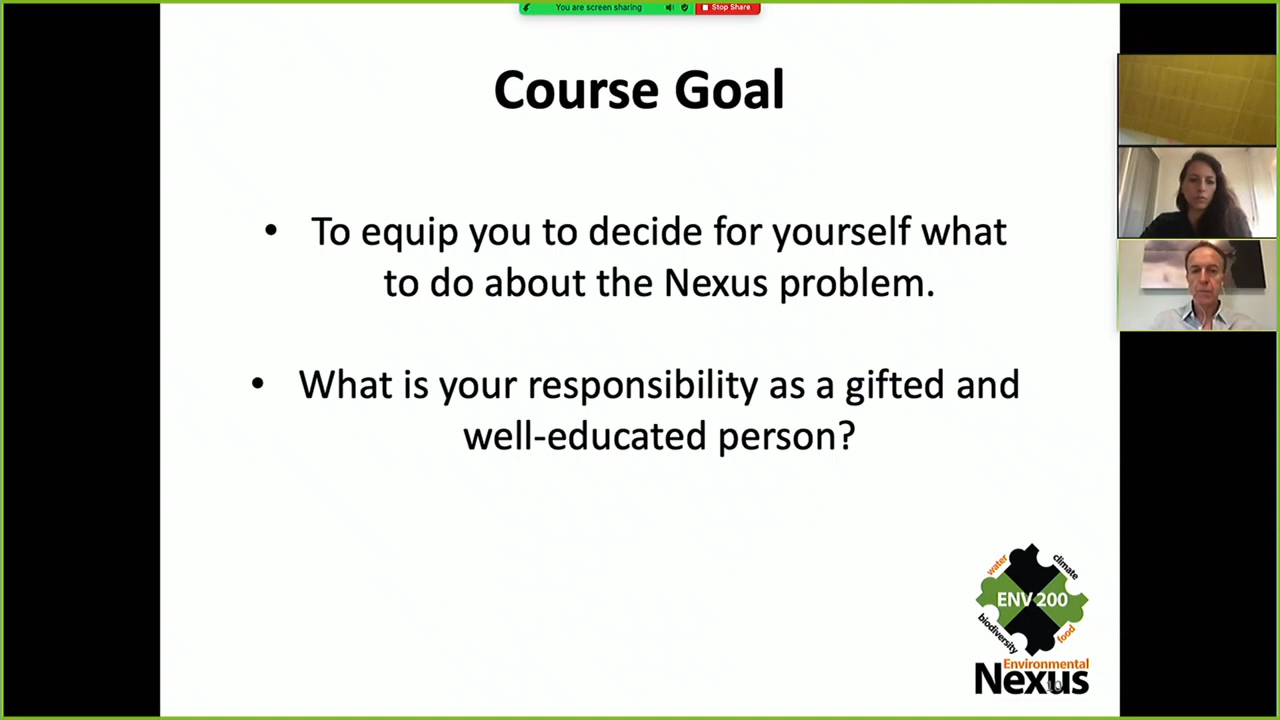 You are screen sharing
Stop Share
Course Goal
• To equip you to decide for yourself what
to do about the Nexus problem.
• What is your responsibility as a gifted and
well-educated person?
water
climate
ENV 200
biodiversity
food
Environmental
Nexus
10